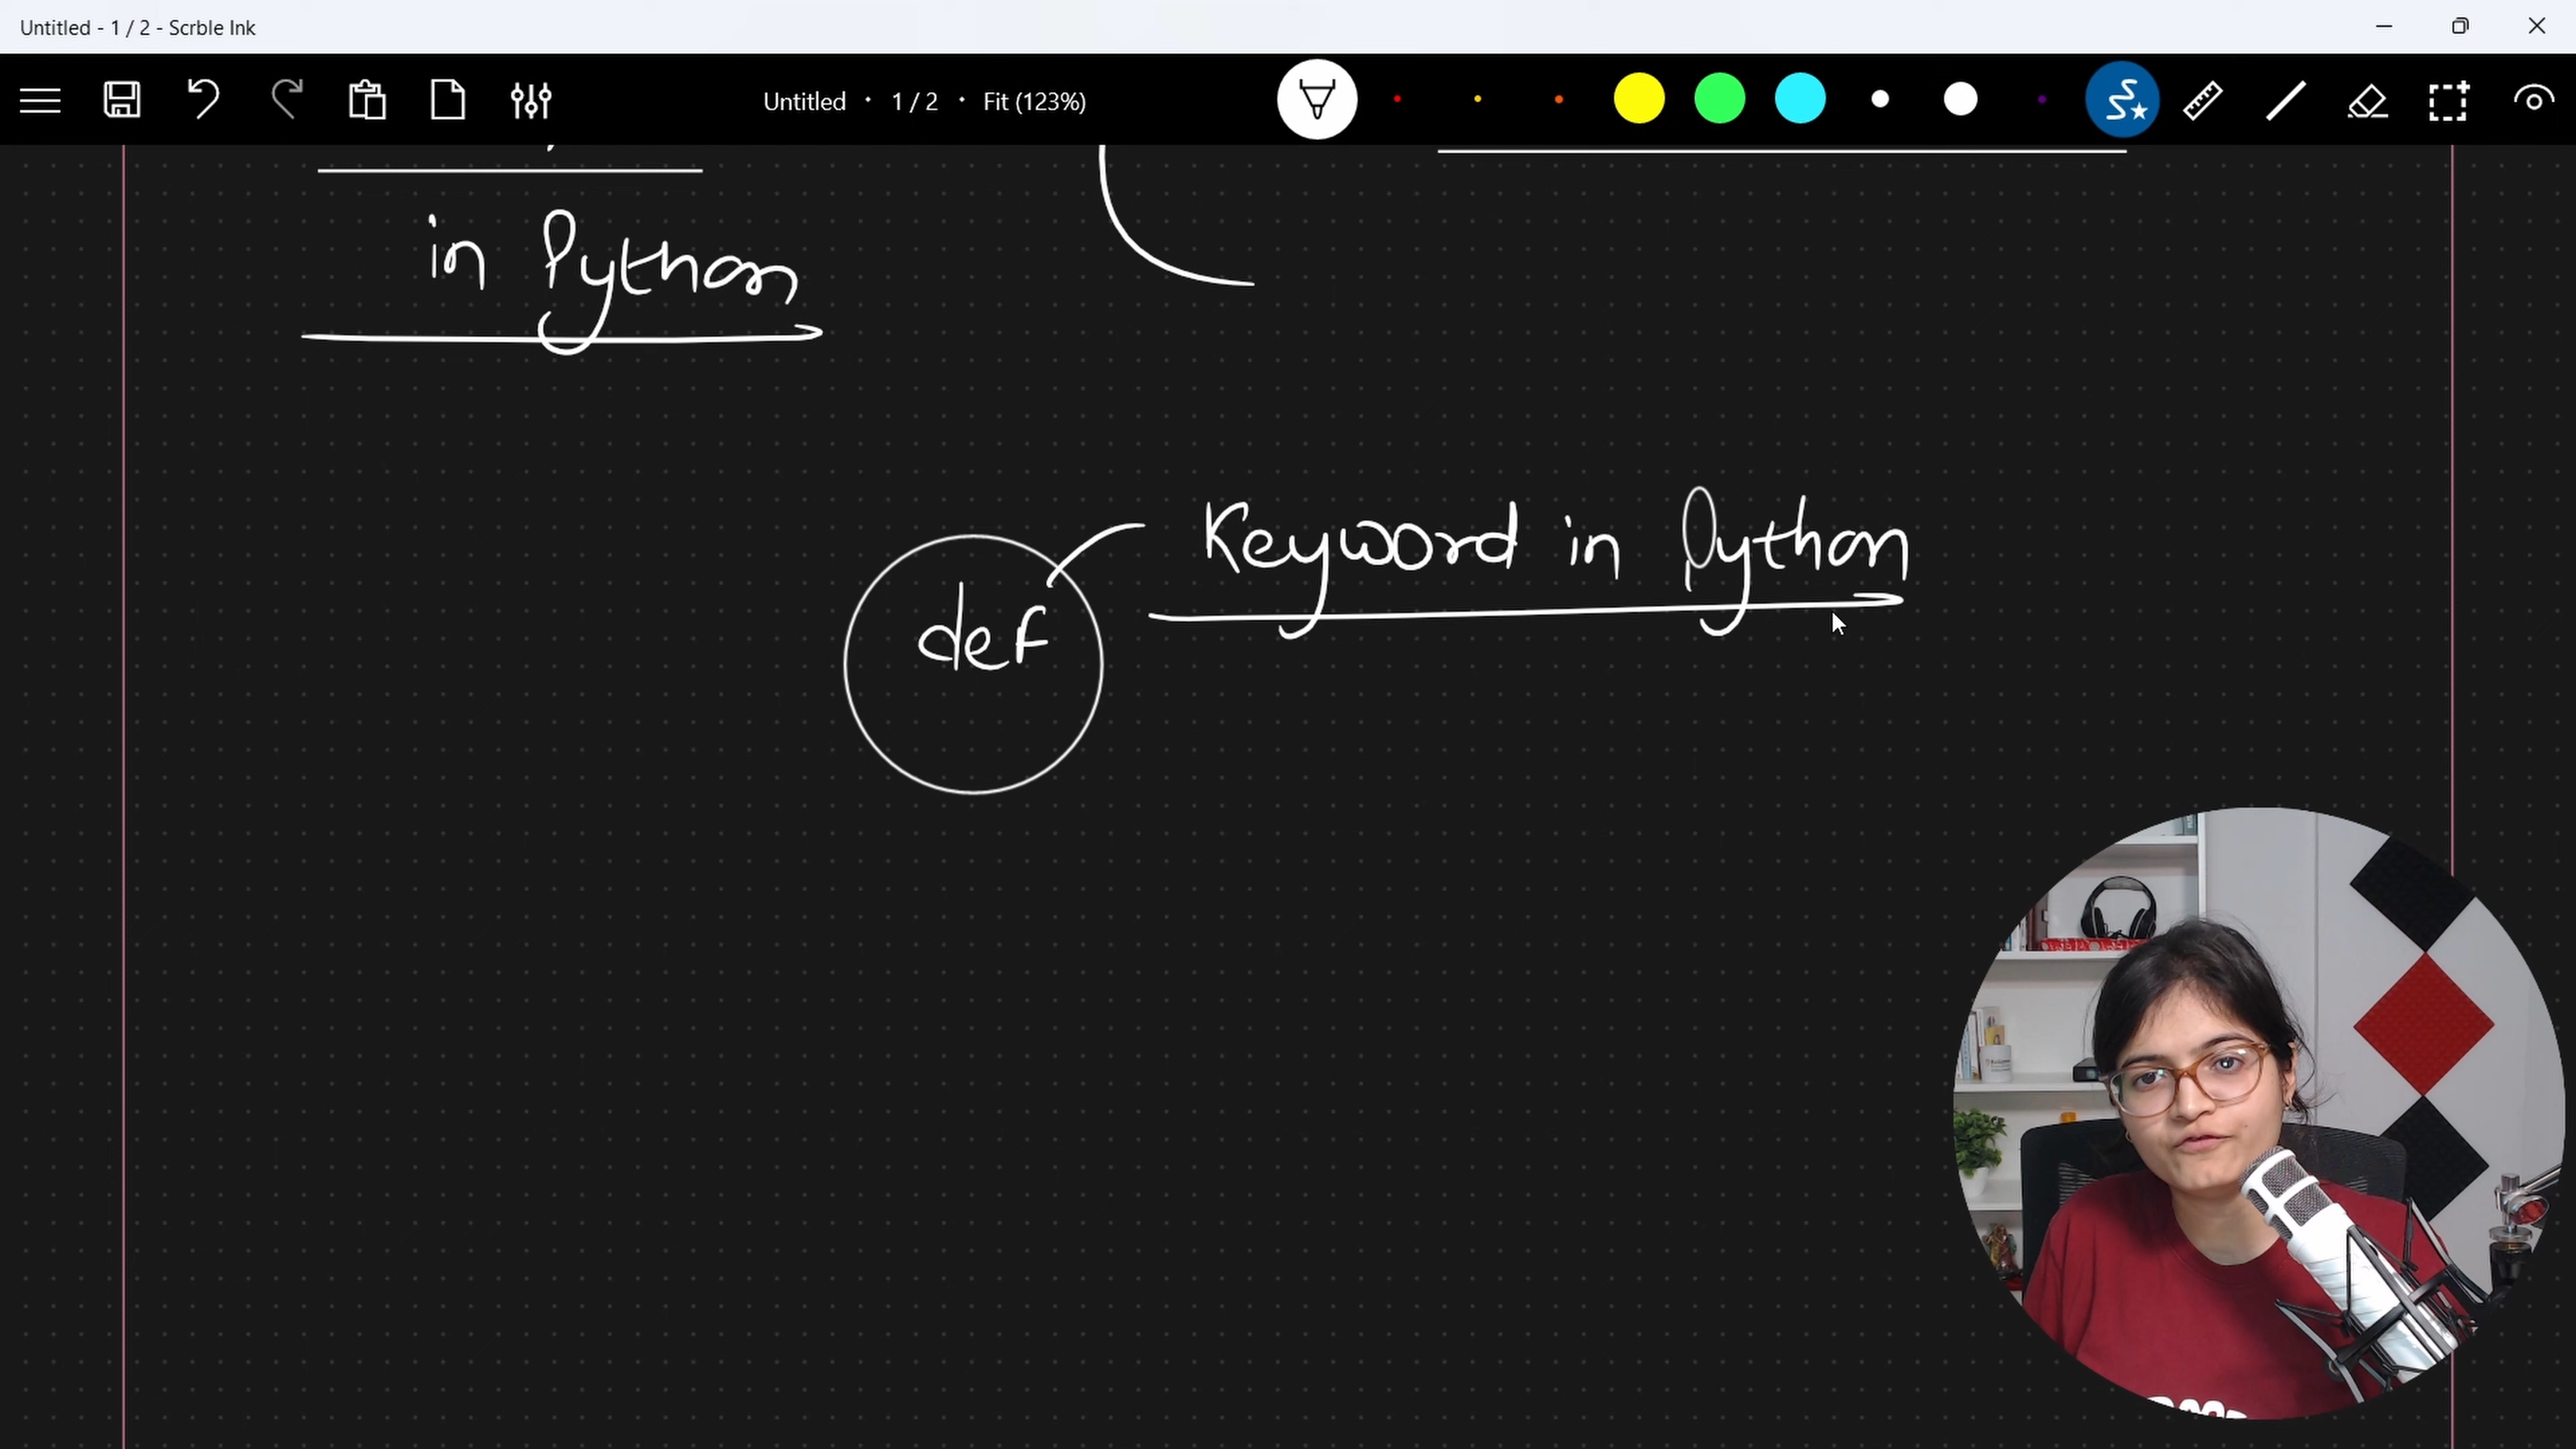 Untitled - 1 / 2 - Scrble Ink
Untitled • 1 / 2 • Fit (123%)
in Python
Keyword in Python
def